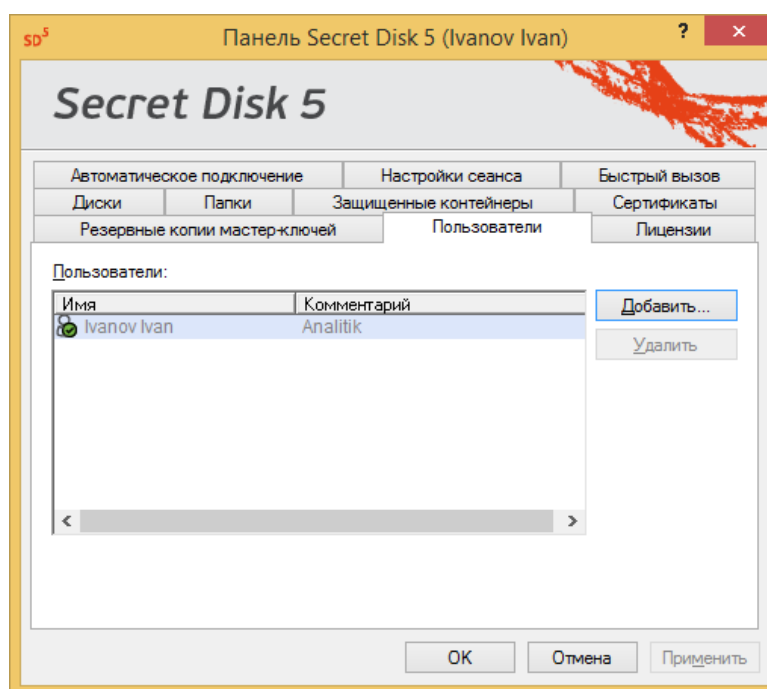 SD5 Панель Secret Disk 5 (Ivanov Ivan) ? ×
Secret Disk 5
Автоматическое подключение Настройки сеанса Быстрый вызов
Диски Папки Защищенные контейнеры Сертификаты
Резервные копии мастер-ключей Пользователи Лицензии
Пользователи:
Имя Комментарий Добавить...
Ivanov Ivan Analitik
Удалить
OK Отмена Применить